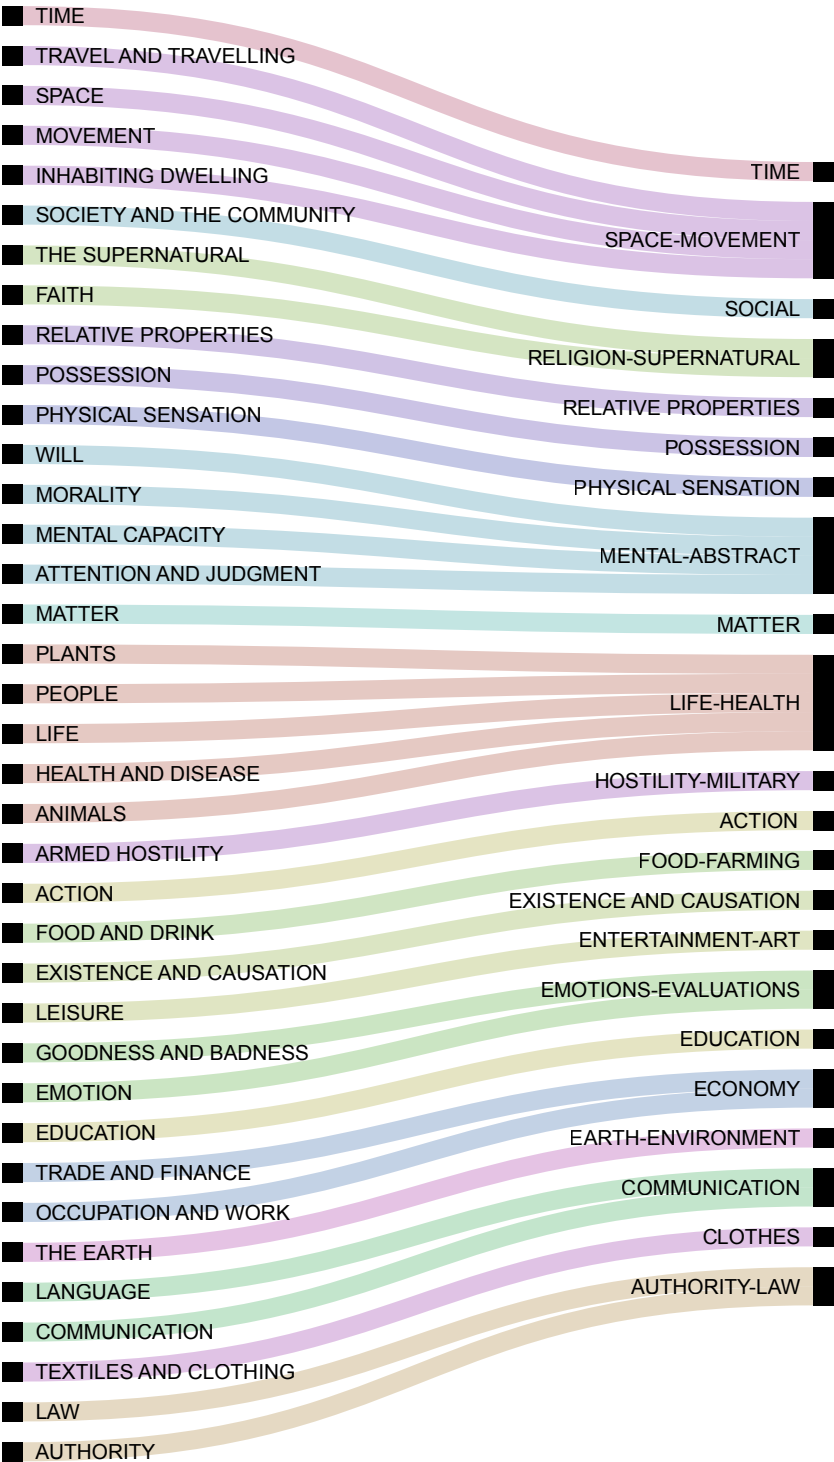 TIME
TRAVEL AND TRAVELLING
SPACE
MOVEMENT
INHABITING DWELLING
SOCIETY AND THE COMMUNITY
THE SUPERNATURAL
FAITH
RELATIVE PROPERTIES
POSSESSION
PHYSICAL SENSATION
WILL
MORALITY
MENTAL CAPACITY
ATTENTION AND JUDGMENT
MATTER
PLANTS
PEOPLE
LIFE
HEALTH AND DISEASE
ANIMALS
ARMED HOSTILITY
ACTION
FOOD AND DRINK
EXISTENCE AND CAUSATION
LEISURE
GOODNESS AND BADNESS
EMOTION
EDUCATION
TRADE AND FINANCE
OCCUPATION AND WORK
THE EARTH
LANGUAGE
COMMUNICATION
TEXTILES AND CLOTHING
LAW
AUTHORITY
TIME
SPACE-MOVEMENT
SOCIAL
RELIGION-SUPERNATURAL
RELATIVE PROPERTIES
POSSESSION
PHYSICAL SENSATION
MENTAL-ABSTRACT
MATTER
LIFE-HEALTH
HOSTILITY-MILITARY
ACTION
FOOD-FARMING
EXISTENCE AND CAUSATION
ENTERTAINMENT-ART
EMOTIONS-EVALUATIONS
EDUCATION
ECONOMY
EARTH-ENVIRONMENT
COMMUNICATION
CLOTHES
AUTHORITY-LAW